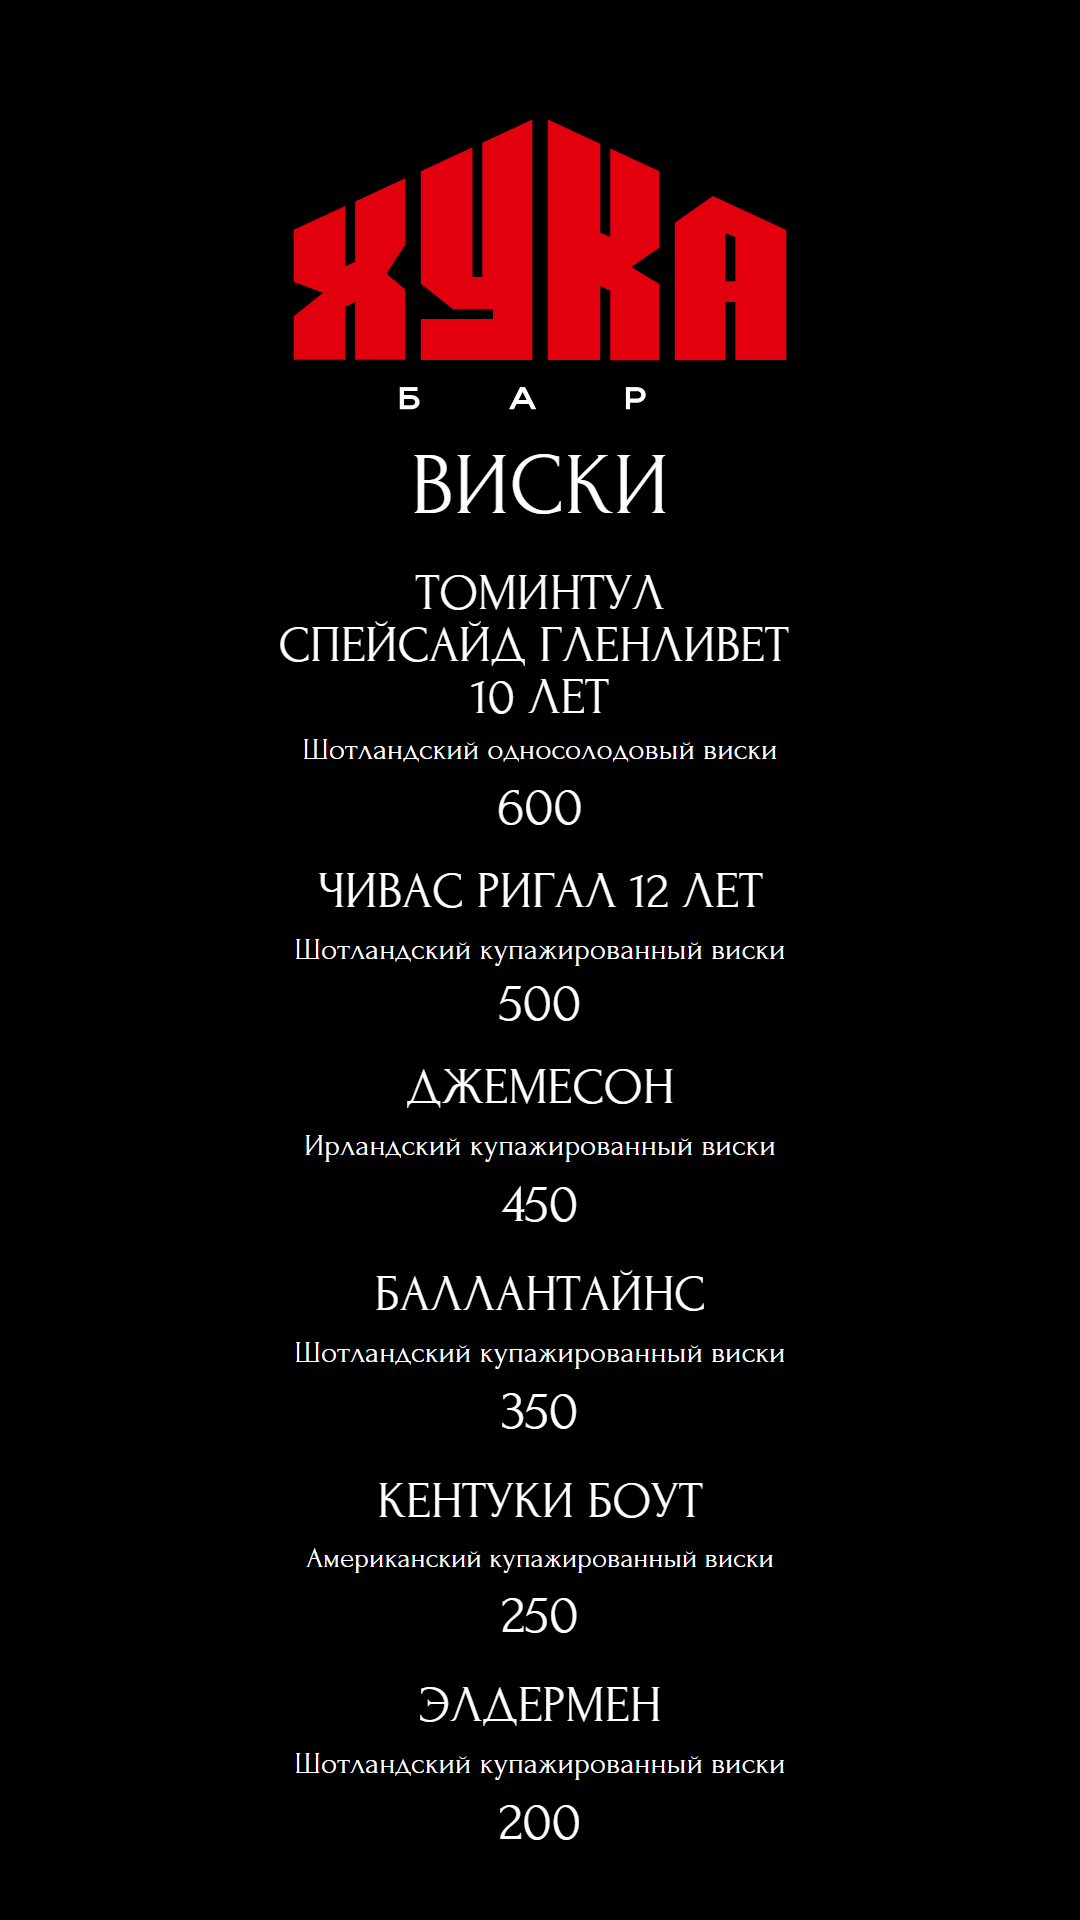 ХУКА
БАР
ВИСКИ
ТОМИНТУЛ
СПЕЙСАЙД ГЛЕНЛИВЕТ
10 ЛЕТ
Шотландский односолодовый виски
600
ЧИВАС РИГАЛ 12 ЛЕТ
Шотландский купажированный виски
500
ДЖЕМЕСОН
Ирландский купажированный виски
450
БАЛЛАНТАЙНС
Шотландский купажированный виски
350
КЕНТУКИ БОУТ
Американский купажированный виски
250
ЭЛДЕРМЕН
Шотландский купажированный виски
200